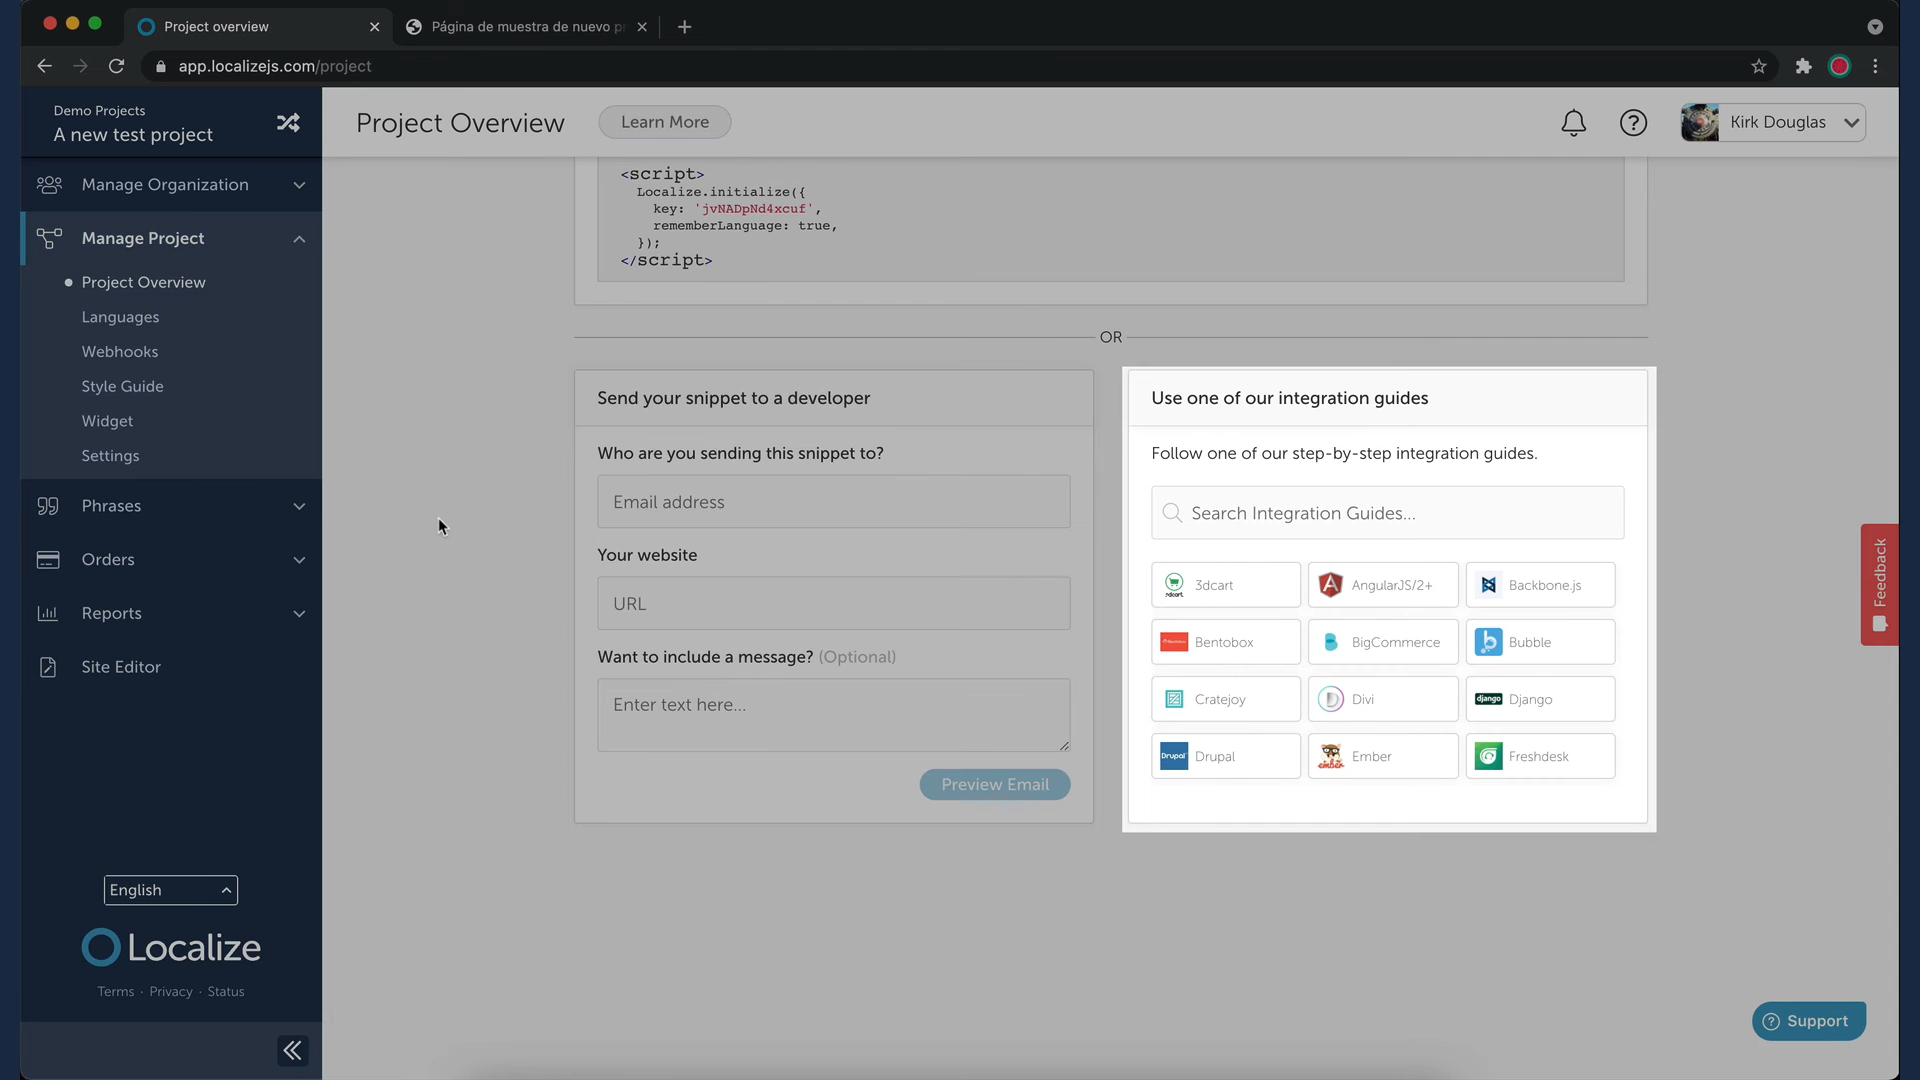 Project overview
Página de muestra de nuevo p
app.localizejs.com/project
Demo Projects
A new test project
Project Overview
Learn More
Kirk Douglas
Manage Organization
Manage Project
Project Overview
Languages
Webhooks
Style Guide
Widget
Settings
Phrases
Orders
Reports
Site Editor
English
Localize
Terms · Privacy · Status
<script>
Localize.initialize({
key: 'jvNADpNd4xcuf',
rememberLanguage: true,
});
</script>
OR
Send your snippet to a developer
Who are you sending this snippet to?
Email address
Your website
URL
Want to include a message? (Optional)
Enter text here...
Preview Email
Use one of our integration guides
Follow one of our step-by-step integration guides.
Search Integration Guides...
3dcart AngularJS/2+ Backbone.js
Bentobox BigCommerce Bubble
Cratejoy Divi django Django
Drupal Drupal ember Ember Freshdesk
Feedback
Support